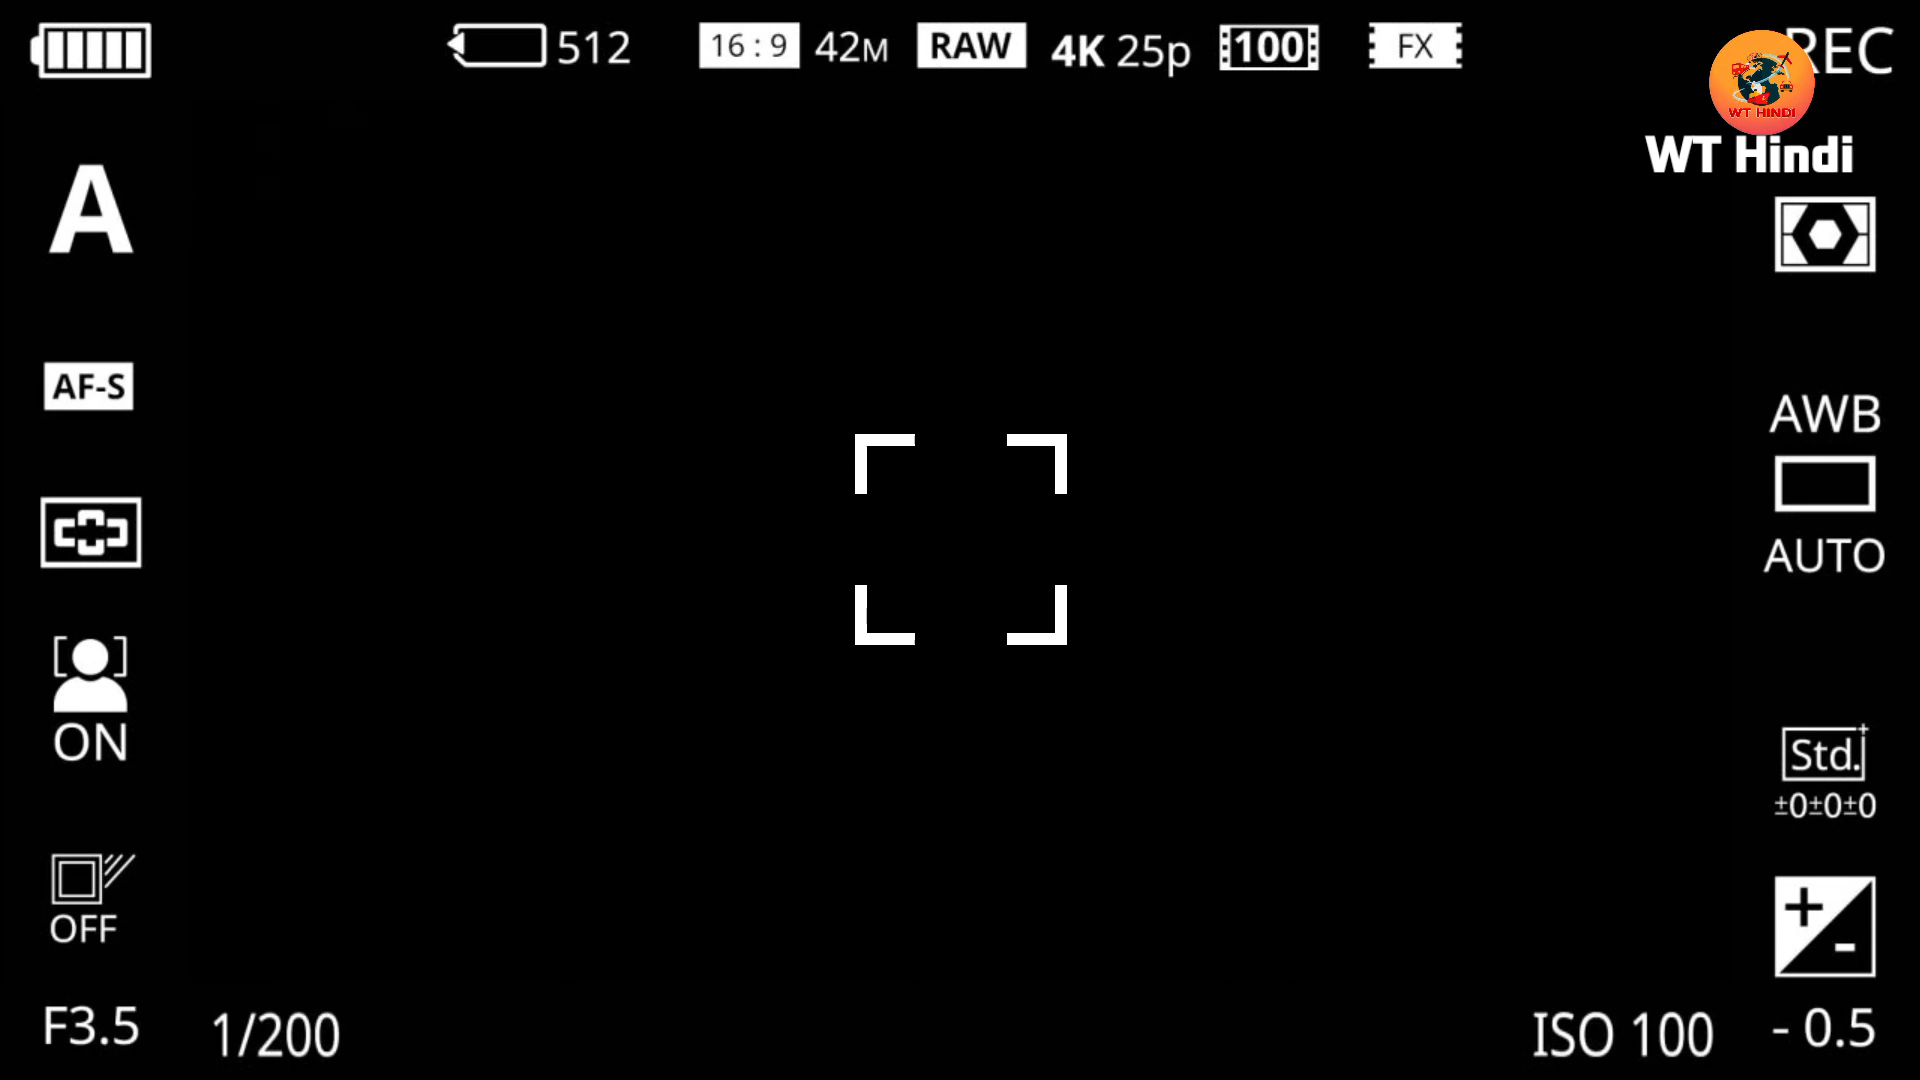 512 16:9 42M RAW 4K 25p 100 FX REC
WT HINDI
WT Hindi
A
AF-S
AWB
AUTO
ON
Std.
±0±0±0
OFF
+
-
F3.5 1/200 ISO 100 - 0.5